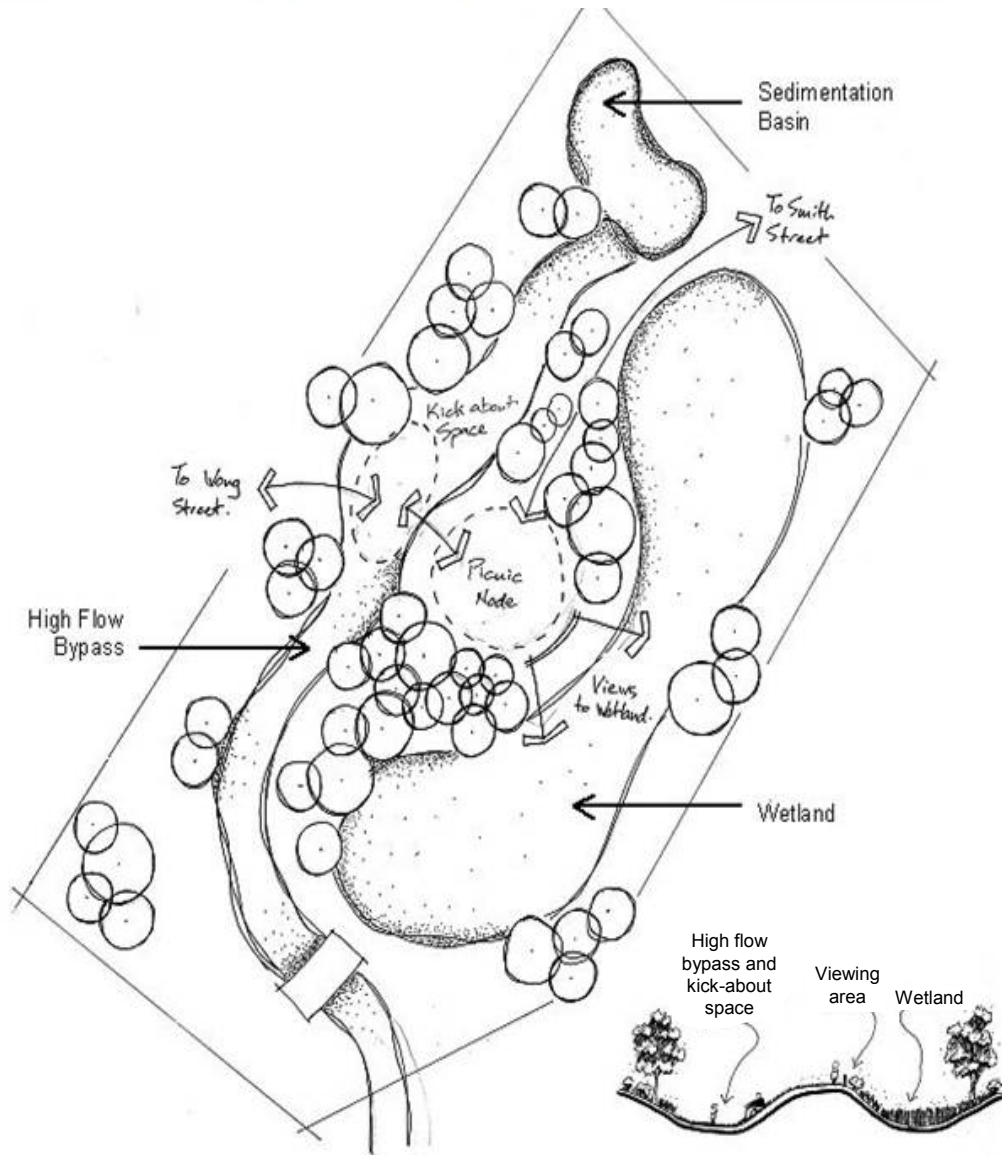 Sedimentation
Basin
To Smith
Street
Kick about
Space
To Wong
Street.
Picnic
Node
High Flow
Bypass
Views
to Wetland.
Wetland
High flow
bypass and
kick-about
space
Viewing
area
Wetland